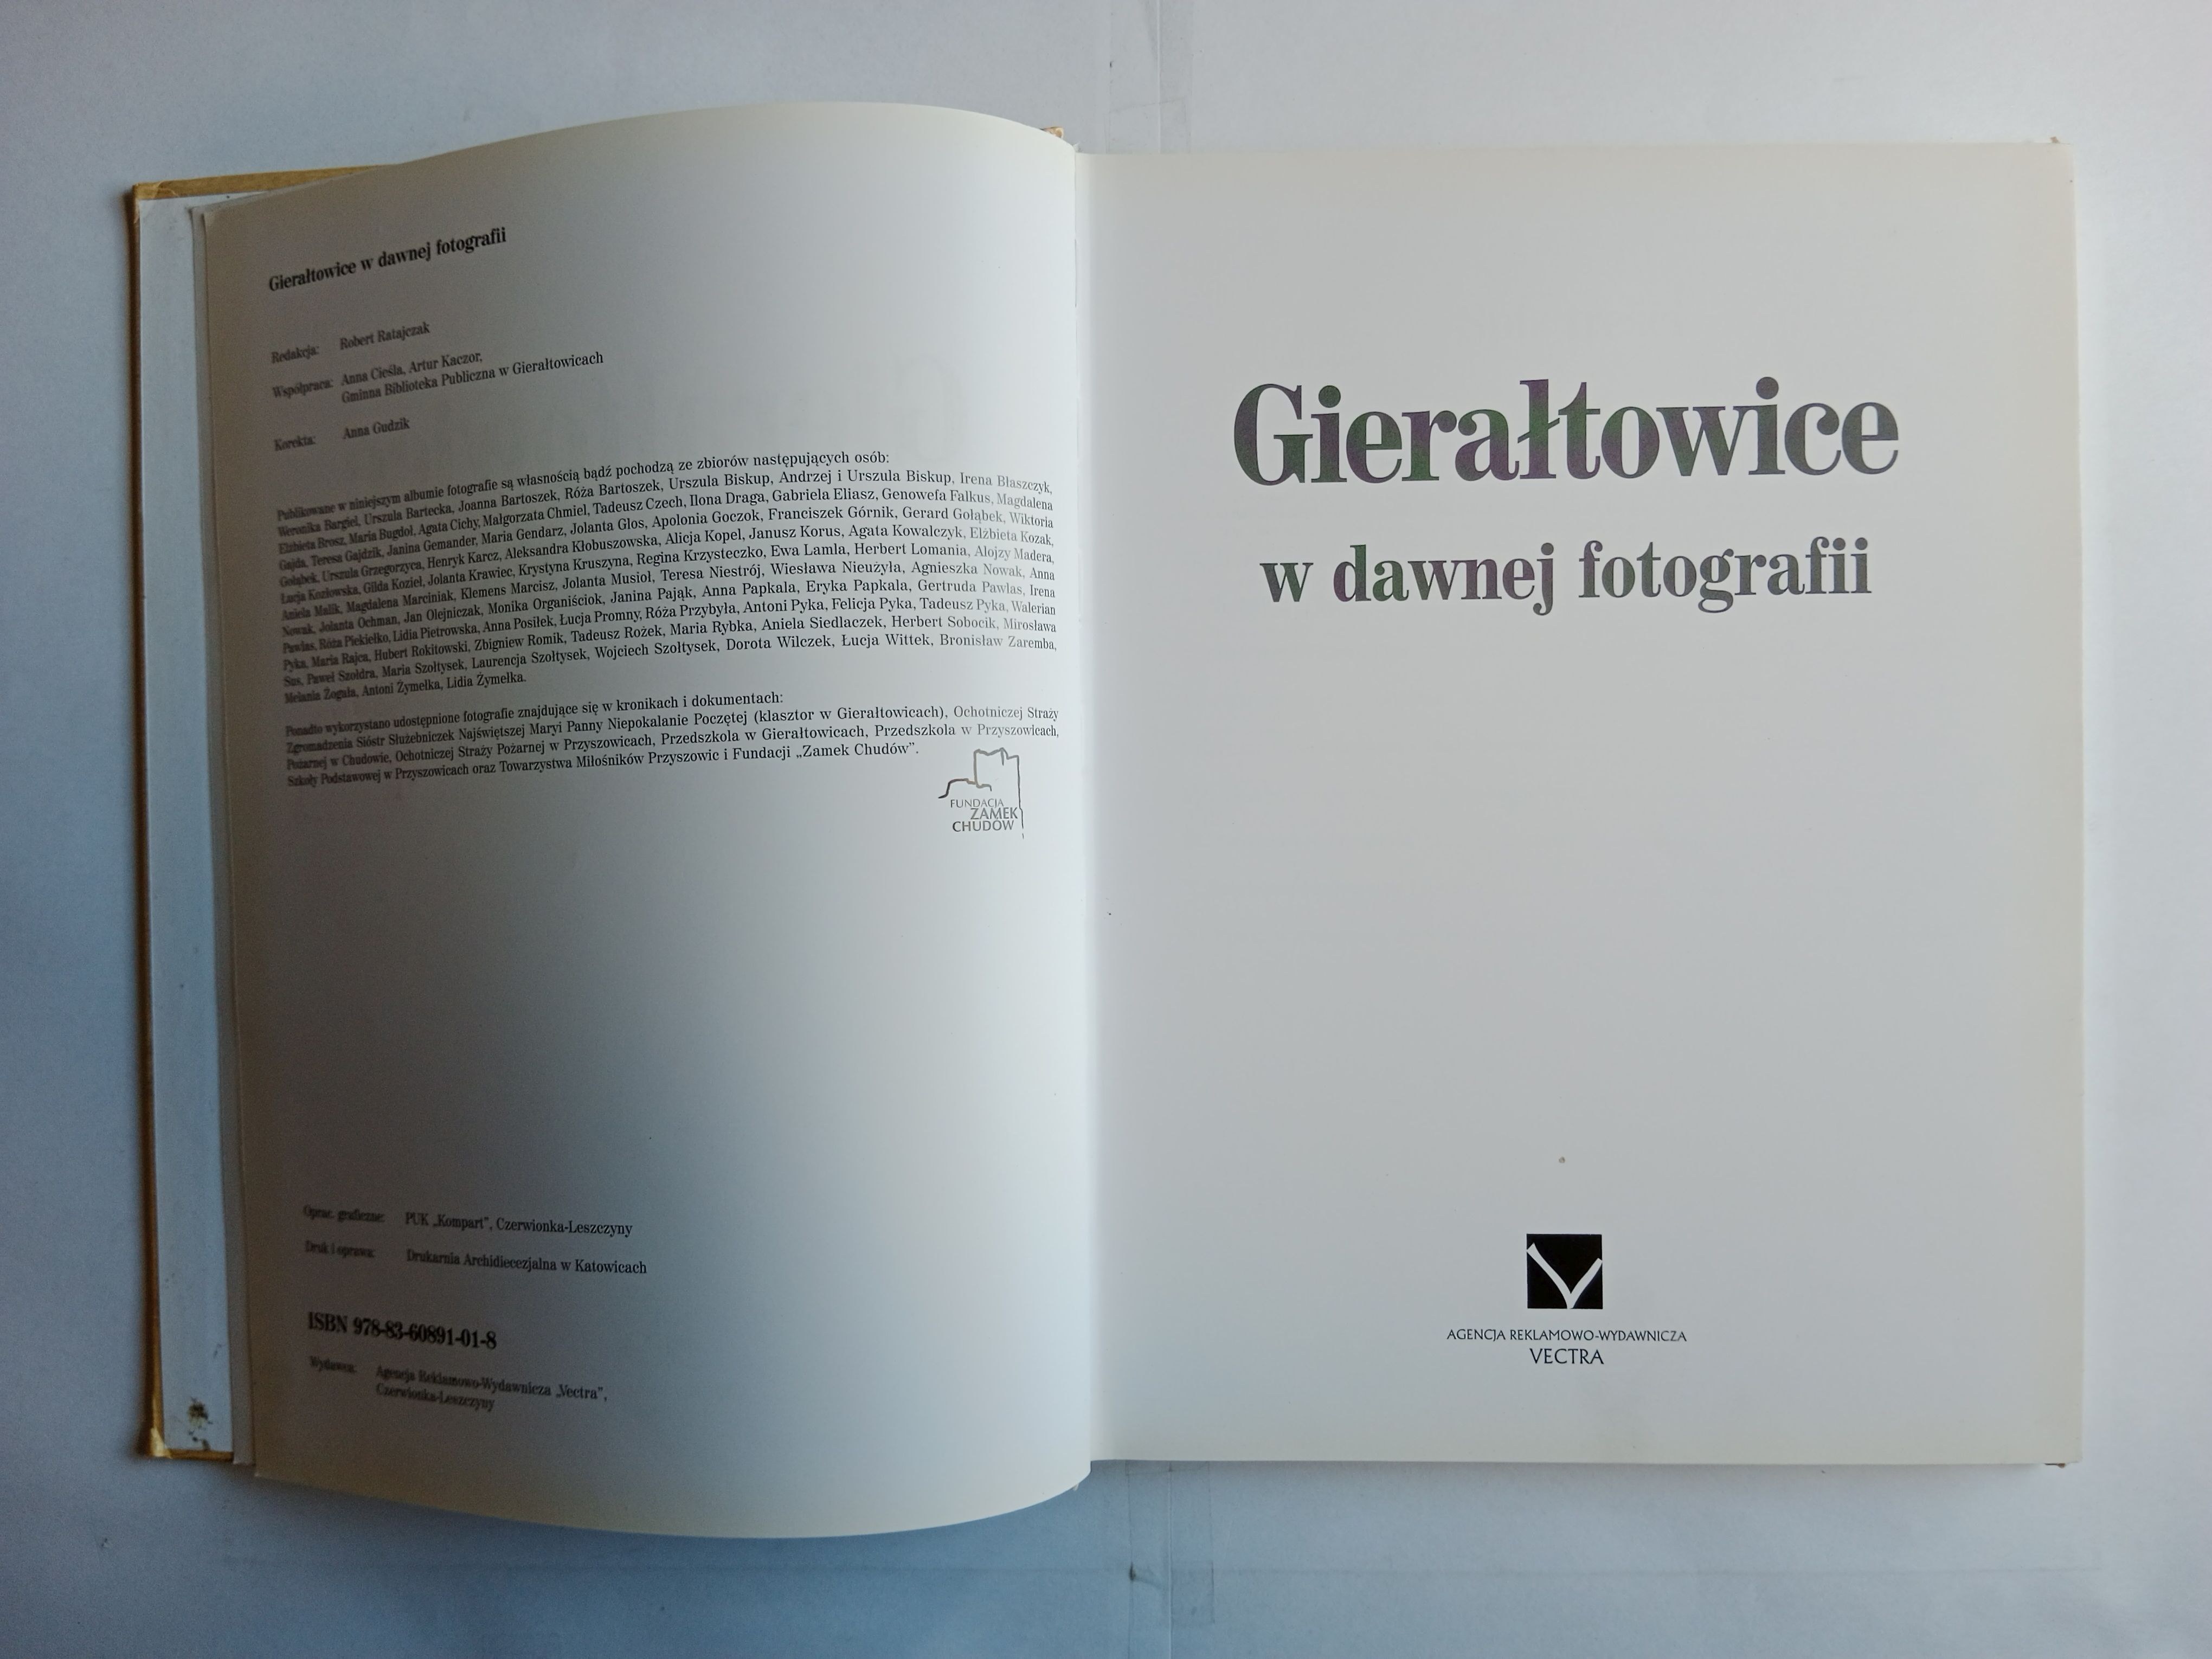 Gierałtowice w dawnej fotografii
Redakcja: Robert Ratajczak
Współpraca: Anna Cieśla, Artur Kaczor,
Gminna Biblioteka Publiczna w Gierałtowicach
Korekta: Anna Gudzik
Publikowane w niniejszym albumie fotografie są własnością bądź pochodzą ze zbiorów następujących osób:
Weronika Bargiel, Urszula Bartecka, Joanna Bartoszek, Róża Bartoszek, Urszula Biskup, Andrzej i Urszula Biskup, Irena Błaszczyk,
Elżbieta Brosz, Maria Bugdol, Agata Cichy, Małgorzata Chmiel, Tadeusz Czech, Ilona Draga, Gabriela Eliasz, Genowefa Falkus, Magdalena
Gajda, Teresa Gajdzik, Janina Gemander, Maria Gendarz, Jolanta Glos, Apolonia Goczok, Franciszek Górnik, Gerard Gołąbek, Wiktoria
Gołąbek, Urszula Grzegorzyca, Henryk Karcz, Aleksandra Kłobuszowska, Alicja Kopel, Janusz Korus, Agata Kowalczyk, Elżbieta Kozak,
Łucja Kozłowska, Gilda Kozieł, Jolanta Krawiec, Krystyna Kruszyna, Regina Krzysteczko, Ewa Lamla, Herbert Lomania, Alojzy Madera,
Aniela Malik, Magdalena Marciniak, Klemens Marcisz, Jolanta Musioł, Teresa Niestrój, Wiesława Nieużyła, Agnieszka Nowak, Anna
Nowak, Jolanta Ochman, Jan Olejniczak, Monika Organiściok, Janina Pająk, Anna Papkala, Eryka Papkala, Gertruda Pawlas, Irena
Pawlas, Róża Piekiełko, Lidia Pietrowska, Anna Posiłek, Łucja Promny, Róża Przybyła, Antoni Pyka, Felicja Pyka, Tadeusz Pyka, Walerian
Pyka, Maria Rajca, Hubert Rokitowski, Zbigniew Romik, Tadeusz Rożek, Maria Rybka, Aniela Siedlaczek, Herbert Sobocik, Mirosława
Sus, Paweł Szołdra, Maria Szołtysek, Laurencja Szołtysek, Wojciech Szołtysek, Dorota Wilczek, Łucja Wittek, Bronisław Zaremba,
Melania Żogała, Antoni Żymełka, Lidia Żymełka.
Ponadto wykorzystano udostępnione fotografie znajdujące się w kronikach i dokumentach:
Zgromadzenia Sióstr Służebniczek Najświętszej Maryi Panny Niepokalanie Poczętej (klasztor w Gierałtowicach), Ochotniczej Straży
Pożarnej w Chudowie, Ochotniczej Straży Pożarnej w Przyszowicach, Przedszkola w Gierałtowicach, Przedszkola w Przyszowicach,
Szkoły Podstawowej w Przyszowicach oraz Towarzystwa Miłośników Przyszowic i Fundacji „Zamek Chudów”.
FUNDACJA
ZAMEK
CHUDÓW
Oprac. graficzne: PUK „Kompart”, Czerwionka-Leszczyny
Druk i oprawa: Drukarnia Archidiecezjalna w Katowicach
ISBN 978-83-60891-01-8
Wydawca: Agencja Reklamowo-Wydawnicza „Vectra”,
Czerwionka-Leszczyny
Gierałtowice
w dawnej fotografii
AGENCJA REKLAMOWO-WYDAWNICZA
VECTRA